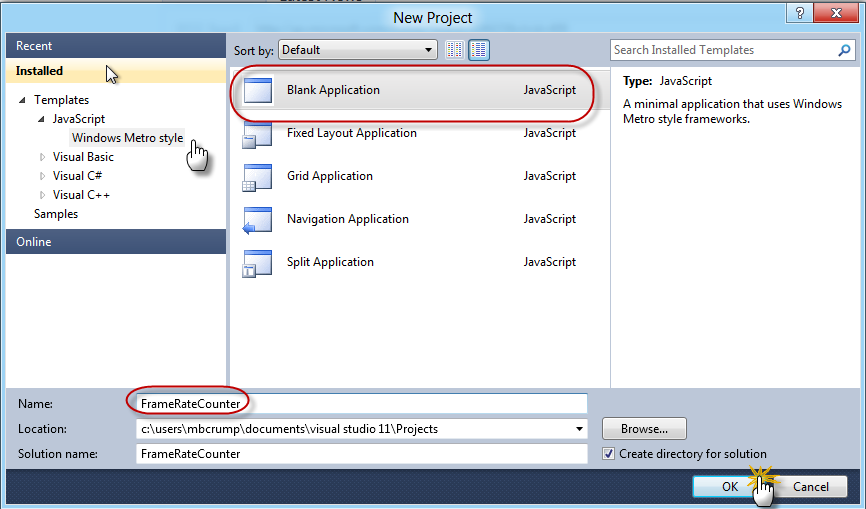 New Project
?
Recent
Installed
Templates
JavaScript
Windows Metro style
Visual Basic
Visual C#
Visual C++
Samples
Online
Sort by: Default
Blank Application JavaScript
Fixed Layout Application JavaScript
Grid Application JavaScript
Navigation Application JavaScript
Split Application JavaScript
Search Installed Templates
Type: JavaScript
A minimal application that uses Windows
Metro style frameworks.
Name: FrameRateCounter
Location: c:\users\mbcrump\documents\visual studio 11\Projects
Browse...
Solution name: FrameRateCounter
Create directory for solution
OK Cancel